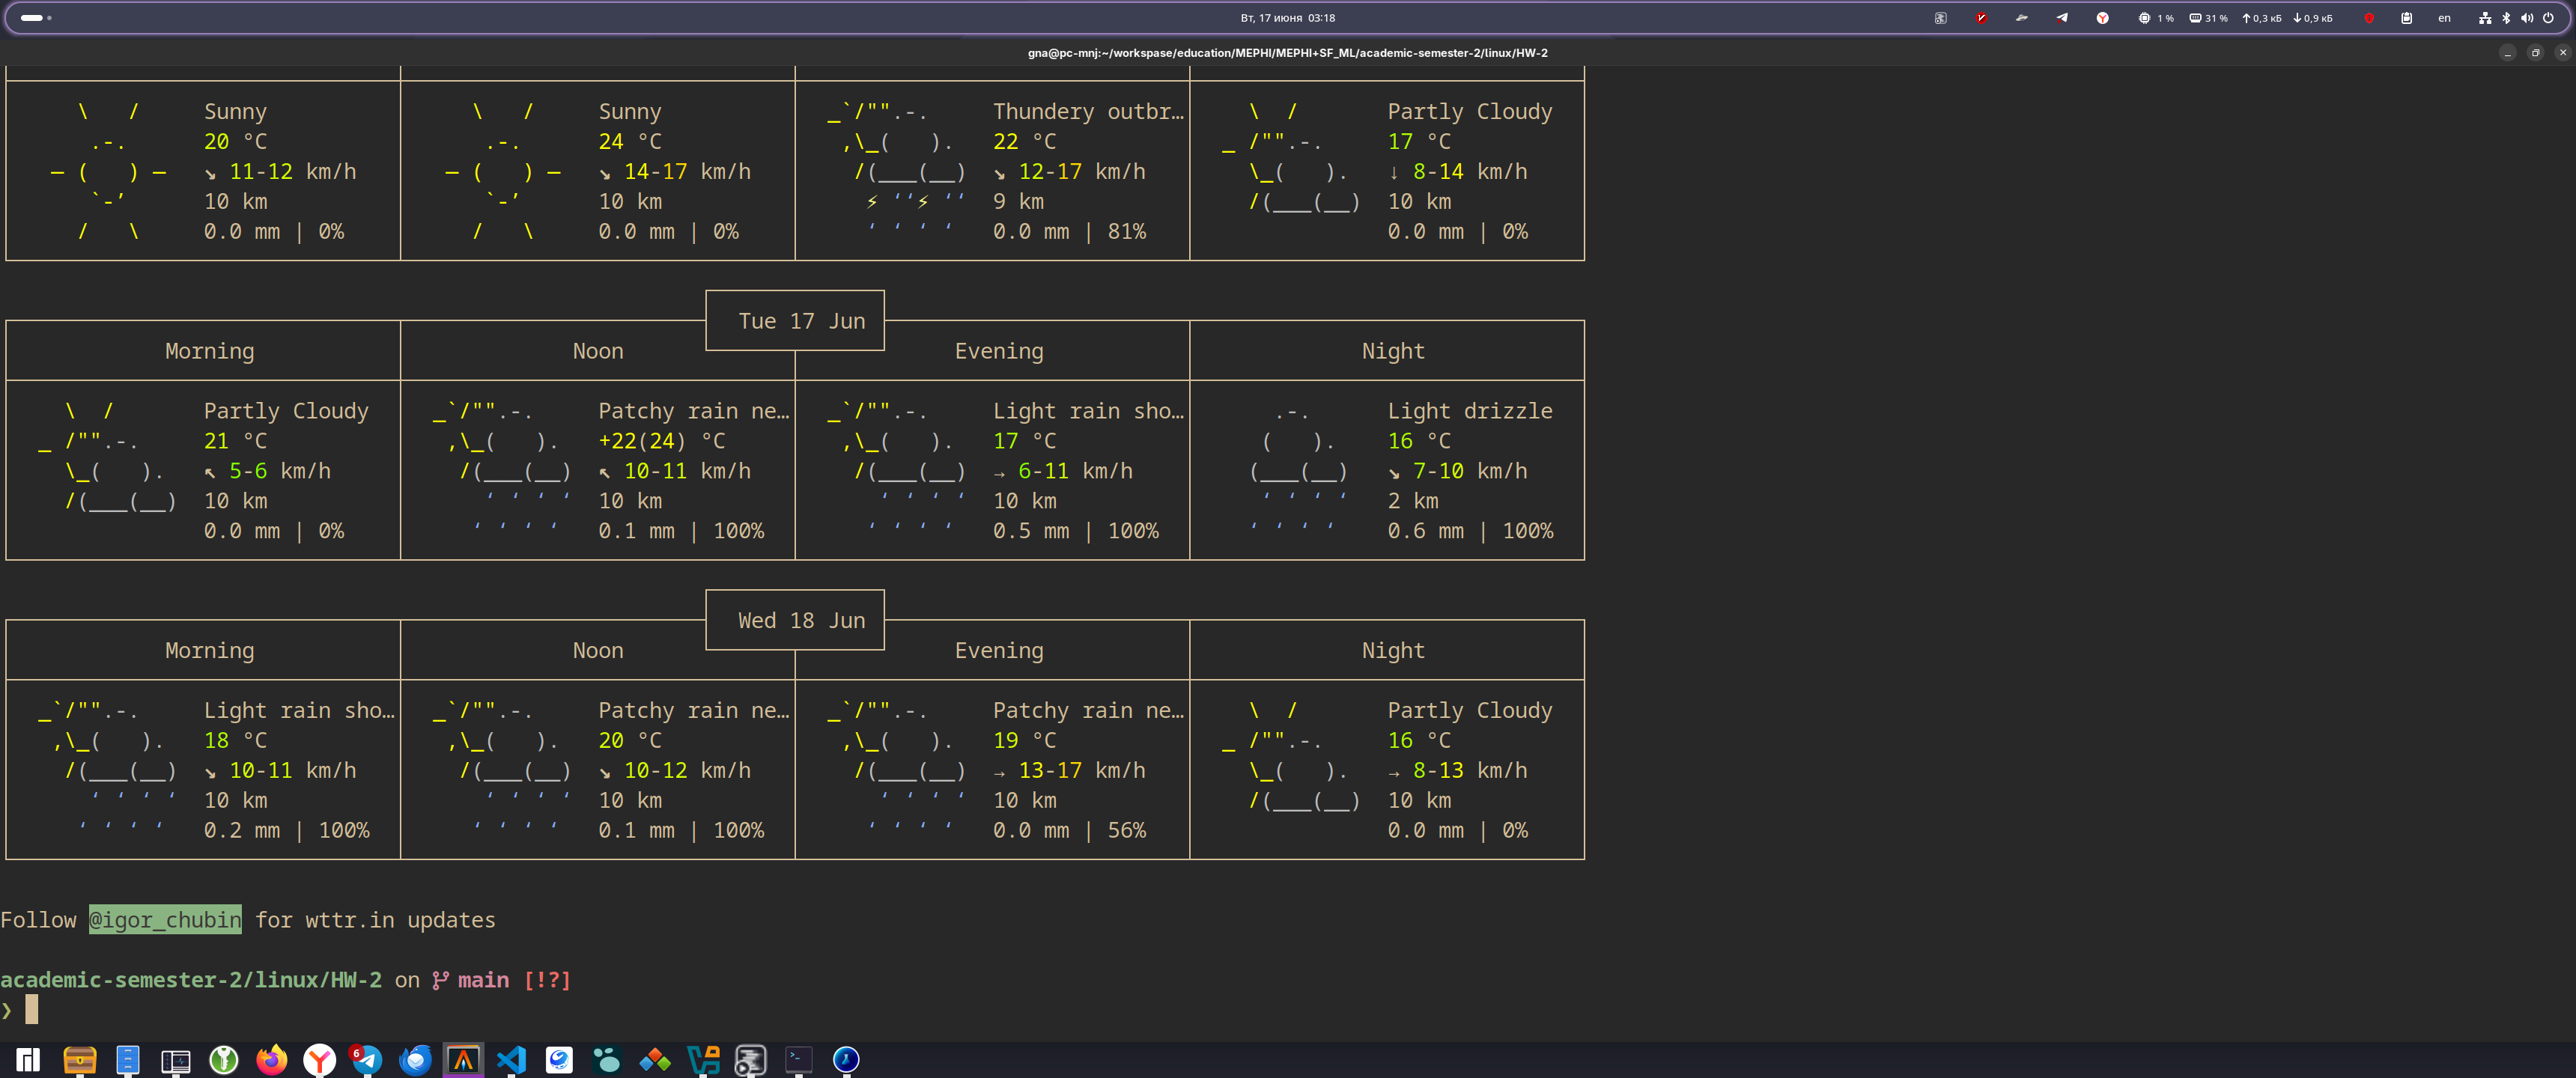 Вт, 17 июня 03:18
1 %
31 %
0,3 кБ
0,9 кБ
en
gna@pc-mnj:~/workspase/education/MEPHI/MEPHI+SF_ML/academic-semester-2/linux/HW-2
Sunny Sunny Thundery outbr… Partly Cloudy
20 °C 24 °C 22 °C 17 °C
↘ 11-12 km/h ↘ 14-17 km/h ↘ 12-17 km/h ↓ 8-14 km/h
10 km 10 km 9 km 10 km
0.0 mm | 0% 0.0 mm | 0% 0.0 mm | 81% 0.0 mm | 0%
Tue 17 Jun
Morning Noon Evening Night
Partly Cloudy Patchy rain ne… Light rain sho… Light drizzle
21 °C +22(24) °C 17 °C 16 °C
↖ 5-6 km/h ↖ 10-11 km/h → 6-11 km/h ↘ 7-10 km/h
10 km 10 km 10 km 2 km
0.0 mm | 0% 0.1 mm | 100% 0.5 mm | 100% 0.6 mm | 100%
Wed 18 Jun
Morning Noon Evening Night
Light rain sho… Patchy rain ne… Patchy rain ne… Partly Cloudy
18 °C 20 °C 19 °C 16 °C
↘ 10-11 km/h ↘ 10-12 km/h → 13-17 km/h → 8-13 km/h
10 km 10 km 10 km 10 km
0.2 mm | 100% 0.1 mm | 100% 0.0 mm | 56% 0.0 mm | 0%
Follow @igor_chubin for wttr.in updates
academic-semester-2/linux/HW-2 on main [!?]
❯
6